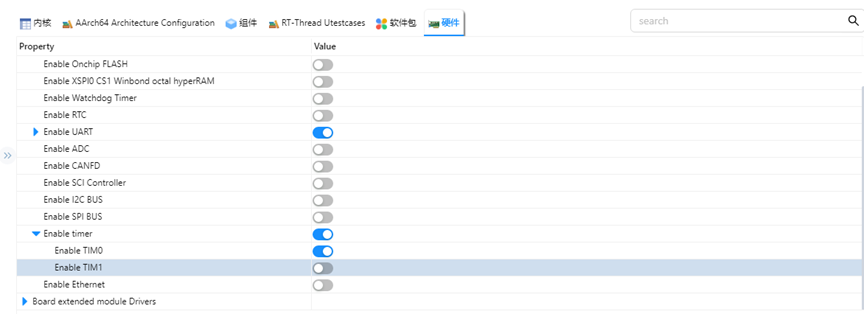 内核 AArch64 Architecture Configuration 组件 RT-Thread Utestcases 软件包 硬件 search
Property Value
Enable Onchip FLASH
Enable XSPI0 CS1 Winbond octal hyperRAM
Enable Watchdog Timer
Enable RTC
Enable UART
Enable ADC
Enable CANFD
Enable SCI Controller
Enable I2C BUS
Enable SPI BUS
Enable timer
Enable TIM0
Enable TIM1
Enable Ethernet
Board extended module Drivers